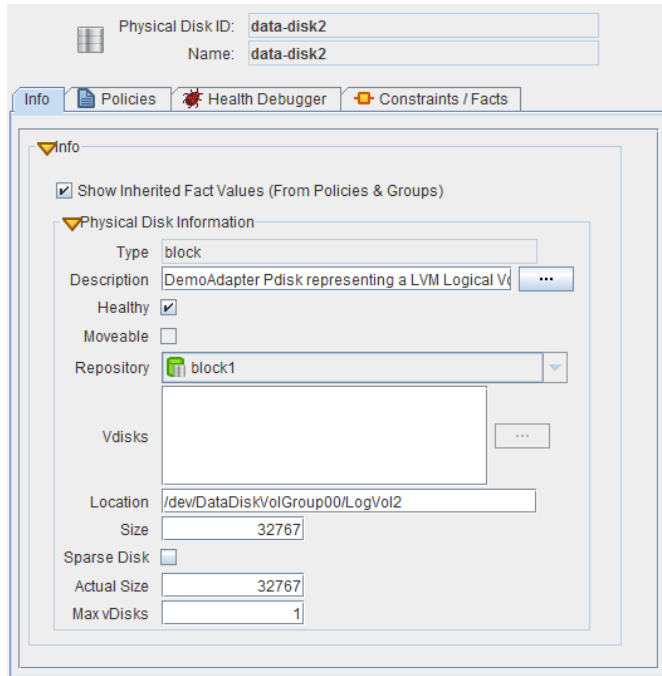 Physical Disk ID: data-disk2
Name: data-disk2
Info Policies Health Debugger Constraints / Facts
Info
Show Inherited Fact Values (From Policies & Groups)
Physical Disk Information
Type block
Description DemoAdapter Pdisk representing a LVM Logical ...
Healthy
Moveable
Repository block1
Vdisks ...
Location /dev/DataDiskVolGroup00/LogVol2
Size 32767
Sparse Disk
Actual Size 32767
Max vDisks 1